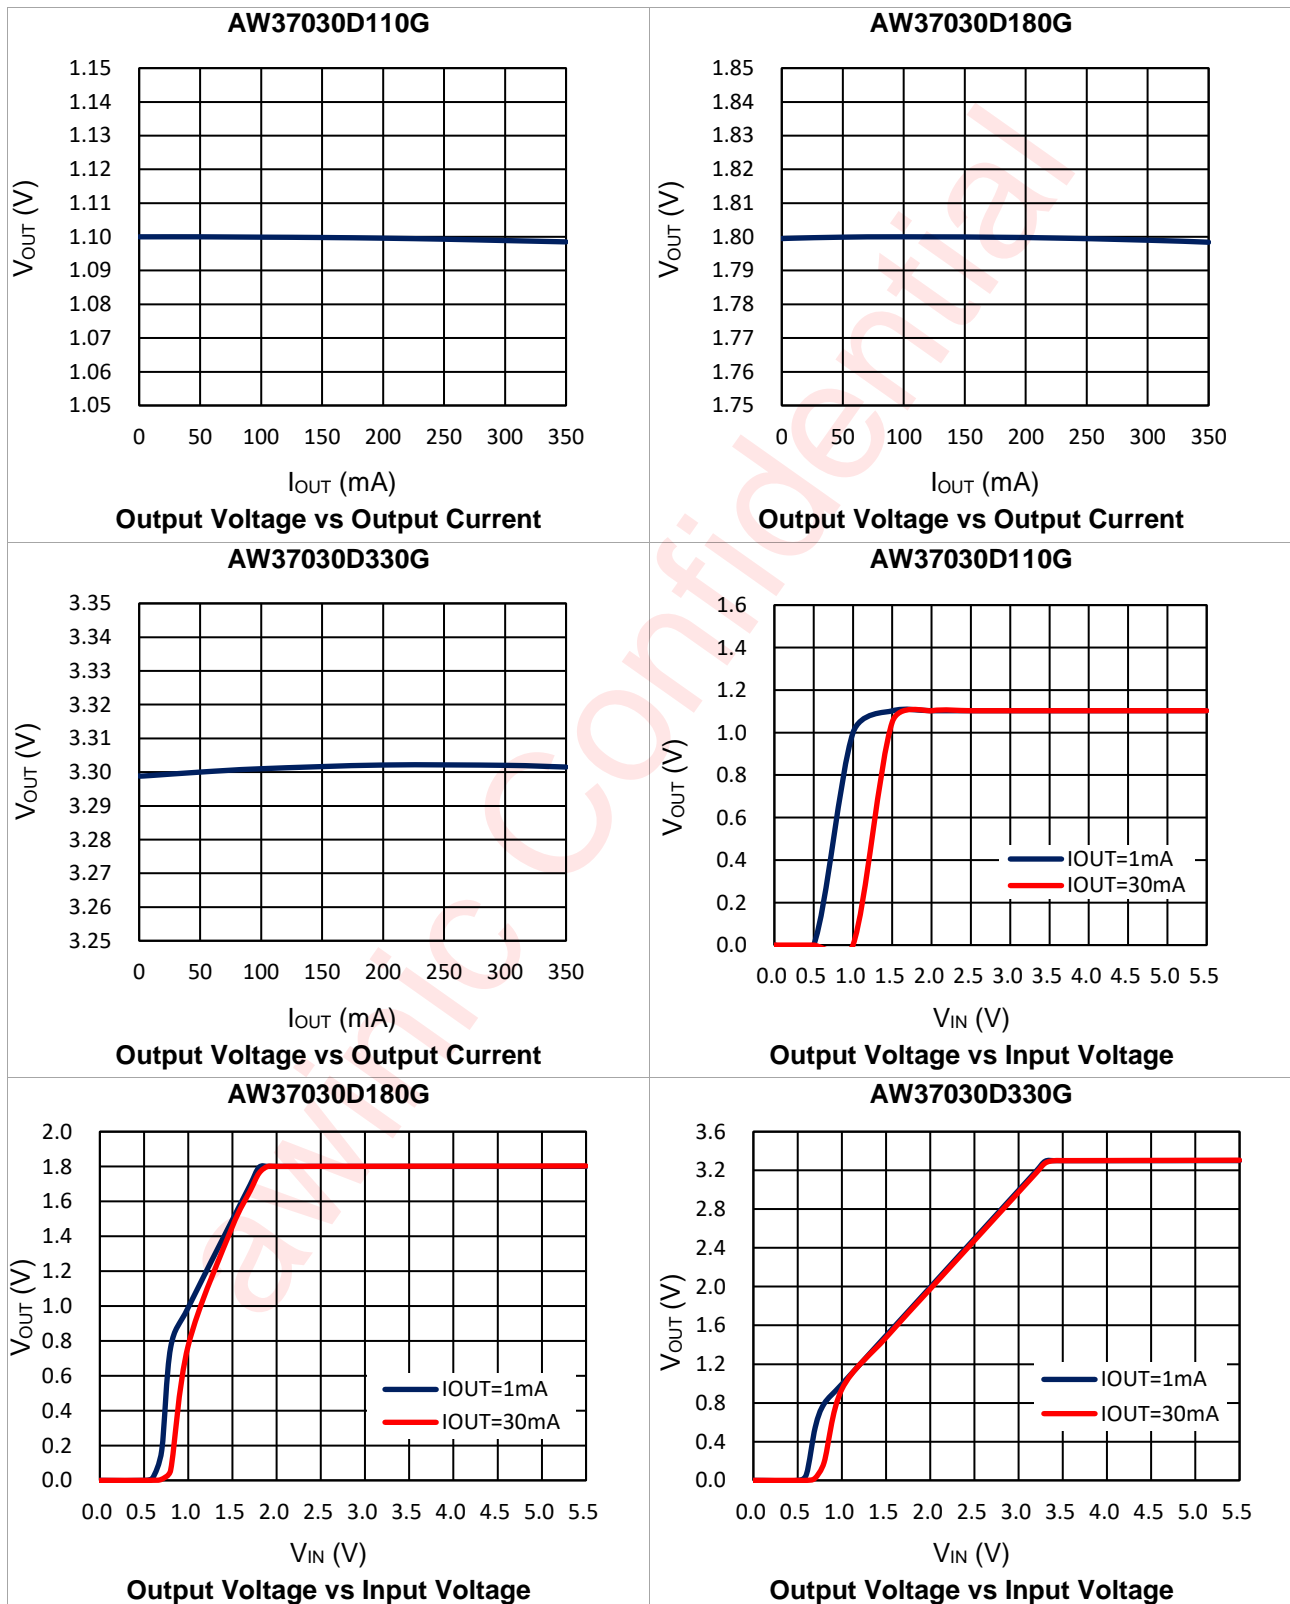 AW37030D110G
1.15
1.14
1.13
1.12
1.11
1.10
1.09
1.08
1.07
1.06
1.05
VOUT (V)
0 50 100 150 200 250 300 350
IOUT (mA)
Output Voltage vs Output Current
AW37030D180G
1.85
1.84
1.83
1.82
1.81
1.80
1.79
1.78
1.77
1.76
1.75
VOUT (V)
0 50 100 150 200 250 300 350
IOUT (mA)
Output Voltage vs Output Current
AW37030D330G
3.35
3.34
3.33
3.32
3.31
3.30
3.29
3.28
3.27
3.26
3.25
VOUT (V)
0 50 100 150 200 250 300 350
IOUT (mA)
Output Voltage vs Output Current
AW37030D110G
1.6
1.4
1.2
1.0
0.8
0.6
0.4
0.2
0.0
VOUT (V)
IOUT=1mA
IOUT=30mA
0.0 0.5 1.0 1.5 2.0 2.5 3.0 3.5 4.0 4.5 5.0 5.5
VIN (V)
Output Voltage vs Input Voltage
AW37030D180G
2.0
1.8
1.6
1.4
1.2
1.0
0.8
0.6
0.4
0.2
0.0
VOUT (V)
IOUT=1mA
IOUT=30mA
0.0 0.5 1.0 1.5 2.0 2.5 3.0 3.5 4.0 4.5 5.0 5.5
VIN (V)
Output Voltage vs Input Voltage
AW37030D330G
3.6
3.2
2.8
2.4
2.0
1.6
1.2
0.8
0.4
0.0
VOUT (V)
IOUT=1mA
IOUT=30mA
0.0 0.5 1.0 1.5 2.0 2.5 3.0 3.5 4.0 4.5 5.0 5.5
VIN (V)
Output Voltage vs Input Voltage
awinic Confidential